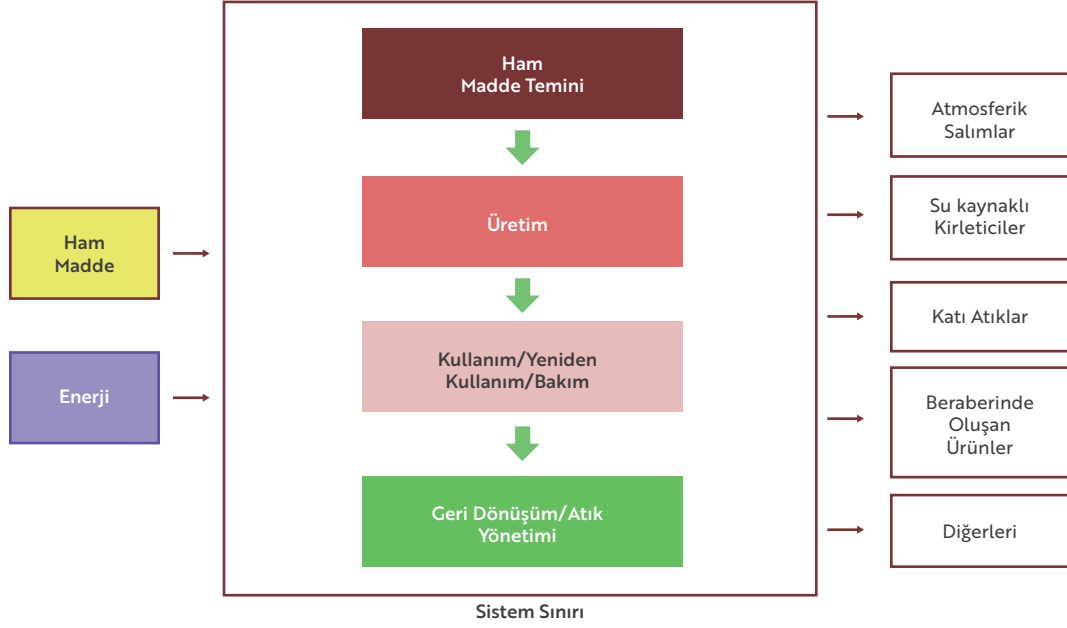 Ham
Madde
Enerji
Ham
Madde Temini
Üretim
Kullanım/Yeniden
Kullanım/Bakım
Geri Dönüşüm/Atık
Yönetimi
Sistem Sınırı
Atmosferik
Salımlar
Su kaynaklı
Kirleticiler
Katı Atıklar
Beraberinde
Oluşan
Ürünler
Diğerleri